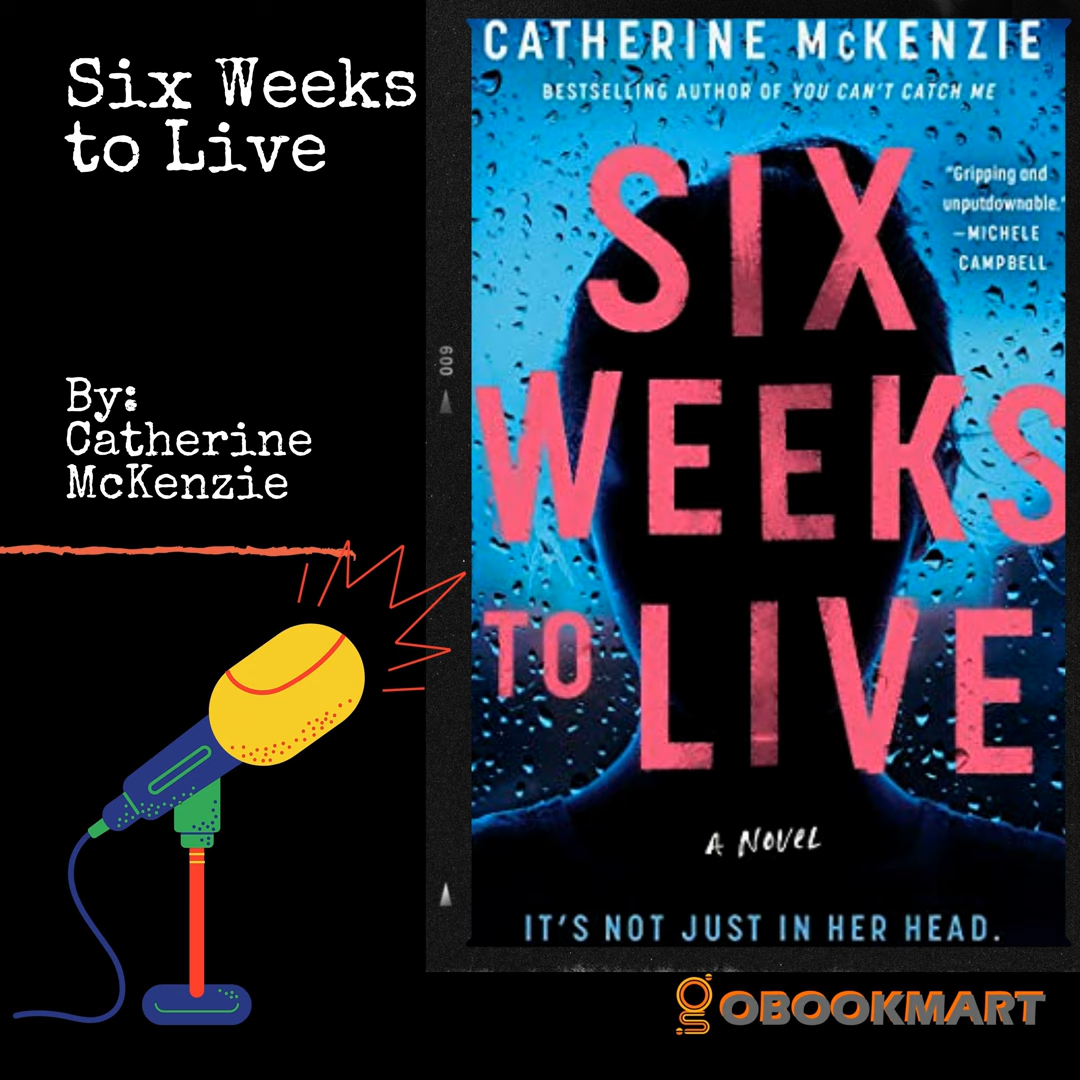 Six Weeks
to Live
By:
Catherine
McKenzie
009
CATHERINE McKENZIE
BESTSELLING AUTHOR OF YOU CAN'T CATCH ME
"Gripping and
unputdownable."
—MICHELE
CAMPBELL
SIX
WEEKS
TO LIVE
A NOVEL
IT'S NOT JUST IN HER HEAD.
gOBOOKMART